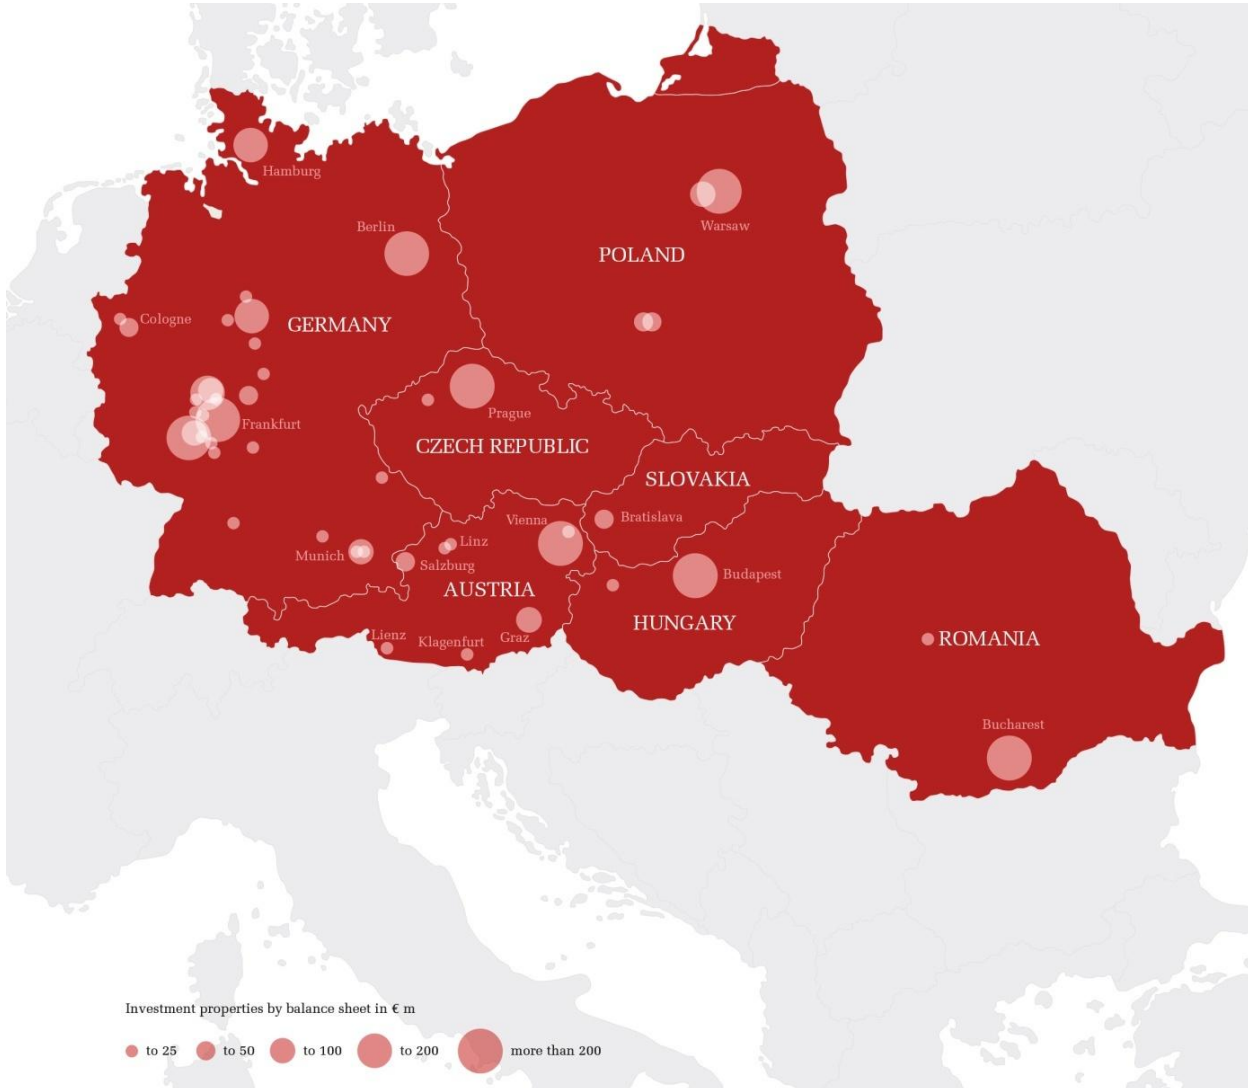 Hamburg
Berlin
Warsaw
POLAND
Cologne
GERMANY
Prague
Frankfurt
CZECH REPUBLIC
SLOVAKIA
Bratislava
Vienna
Linz
Munich
Salzburg
Budapest
AUSTRIA
HUNGARY
Lienz
Klagenfurt
Graz
ROMANIA
Bucharest
Investment properties by balance sheet in € m
to 25 to 50 to 100 to 200 more than 200